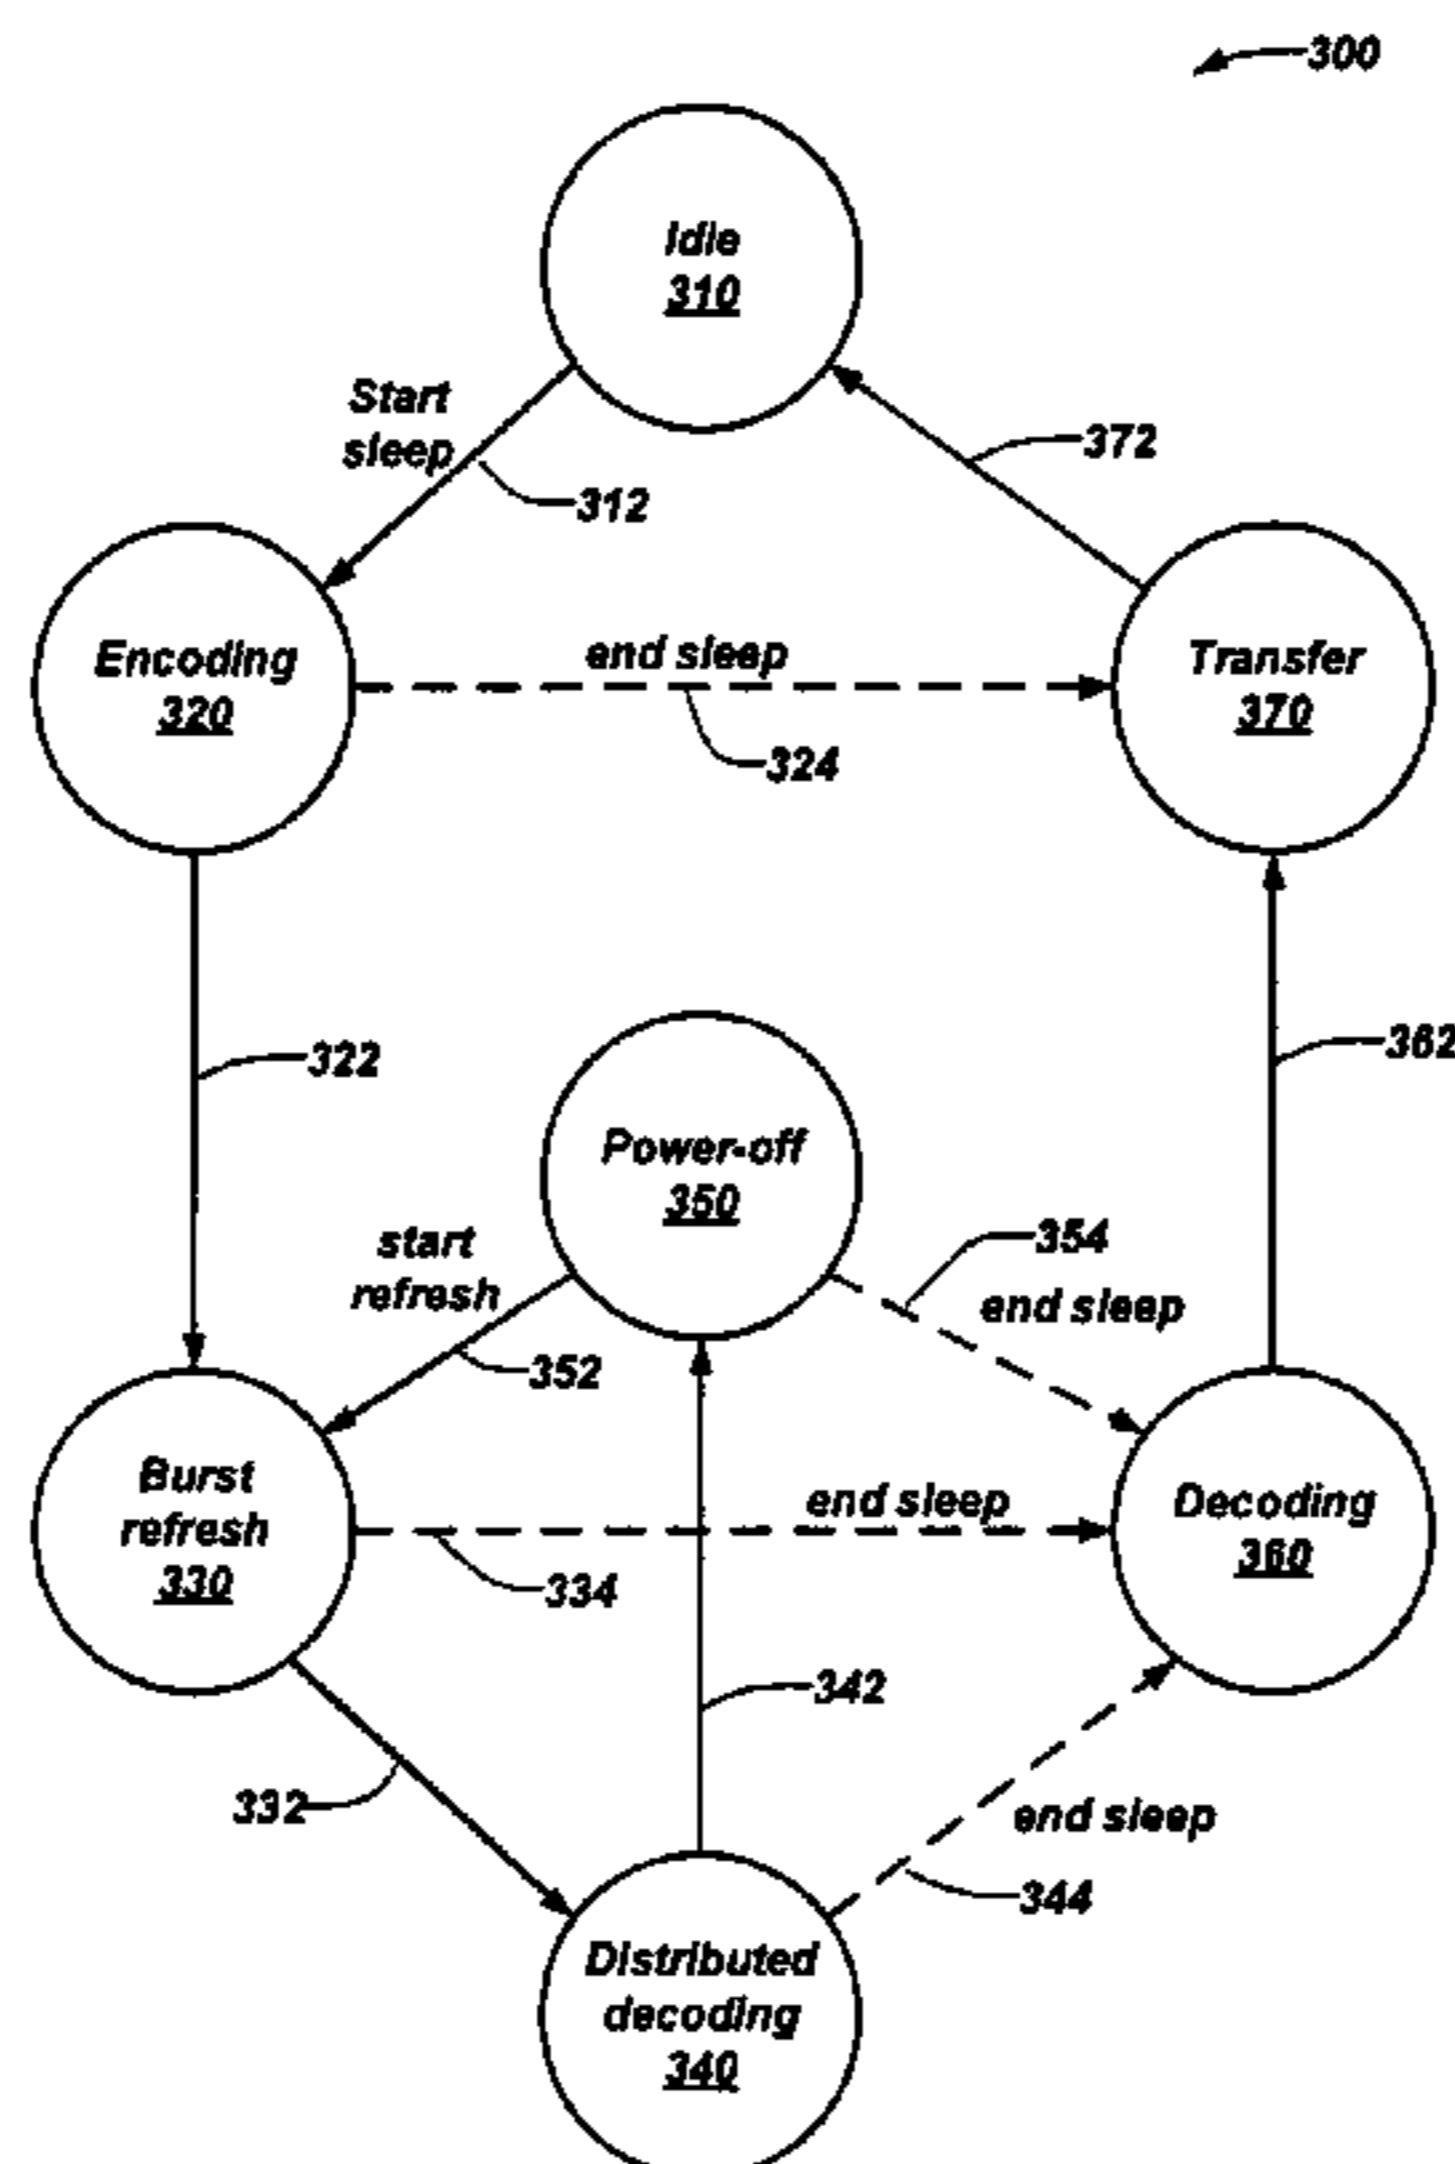 300
Idle
310
Start
sleep
312
372
Encoding
320
end sleep
324
Transfer
370
322
362
Power-off
350
start
refresh
352
354
end sleep
Burst
refresh
330
end sleep
334
Decoding
360
342
332
end sleep
344
Distributed
decoding
340